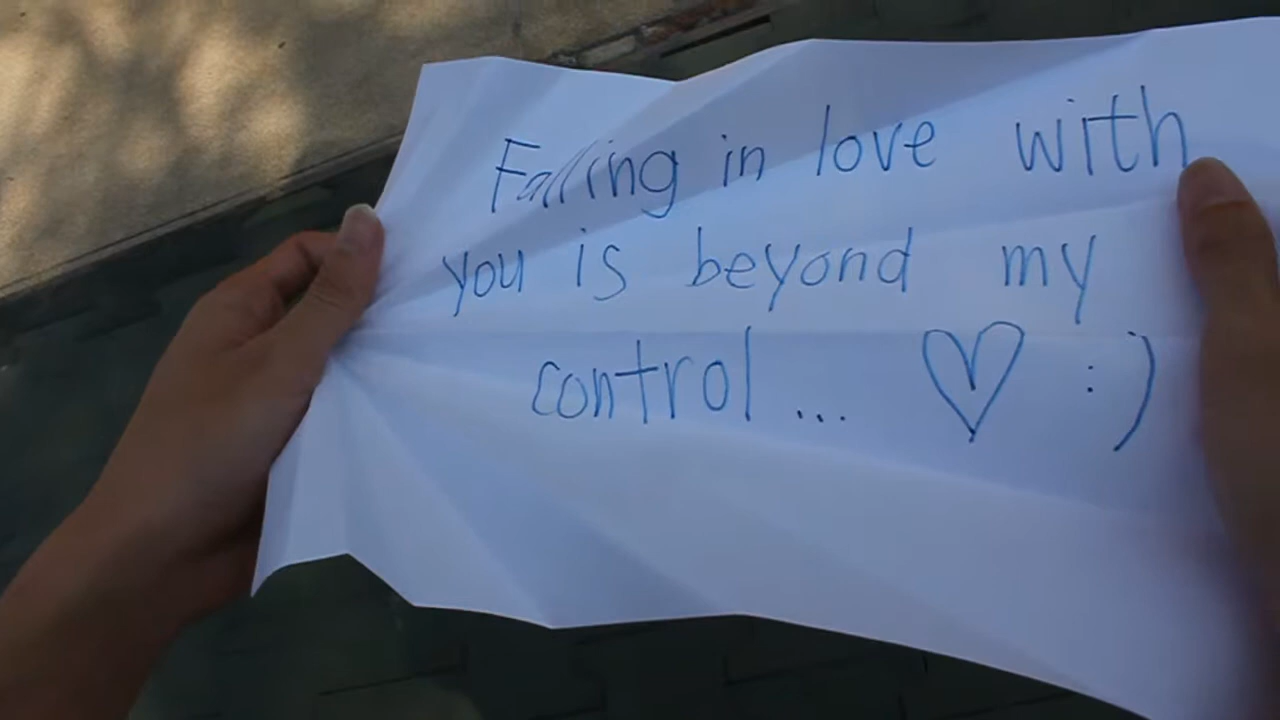 Falling in love with
you is beyond my
control... ♡ :)